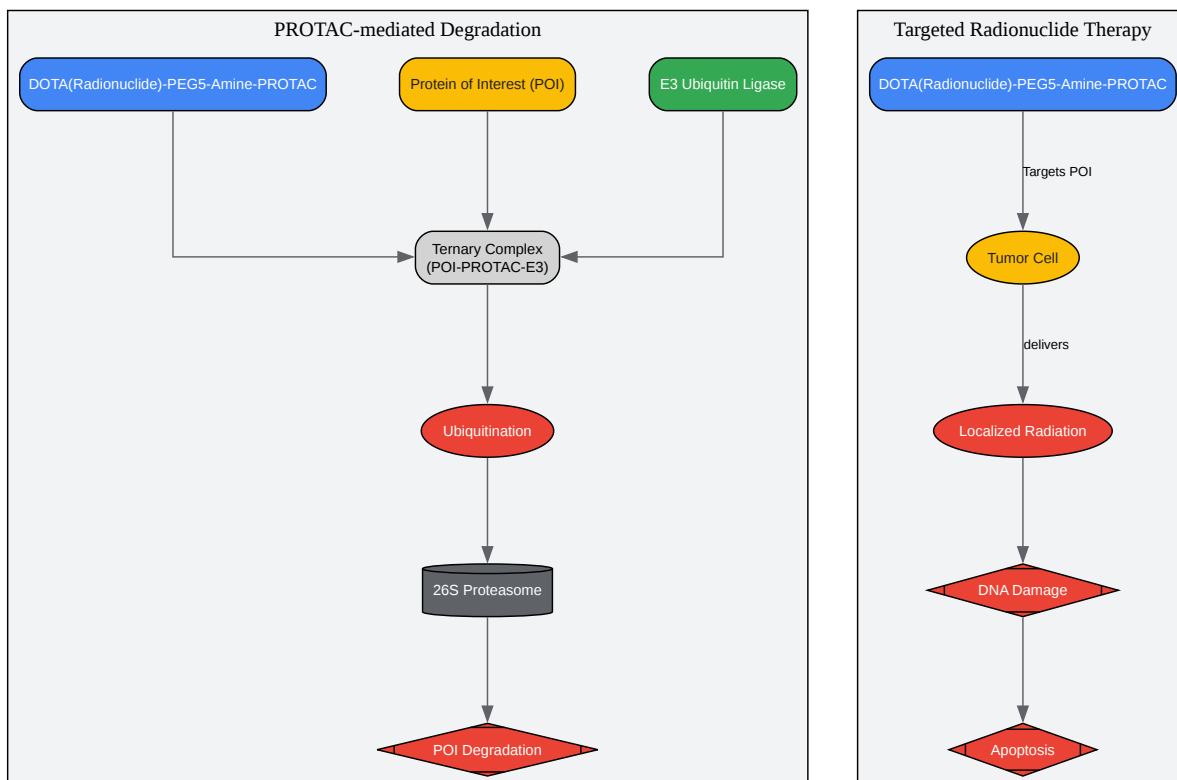 PROTAC-mediated Degradation
DOTA(Radionuclide)-PEG5-Amine-PROTAC
Protein of Interest (POI)
E3 Ubiquitin Ligase
Ternary Complex
(POI-PROTAC-E3)
Ubiquitination
26S Proteasome
POI Degradation
Targeted Radionuclide Therapy
DOTA(Radionuclide)-PEG5-Amine-PROTAC
Targets POI
Tumor Cell
delivers
Localized Radiation
DNA Damage
Apoptosis